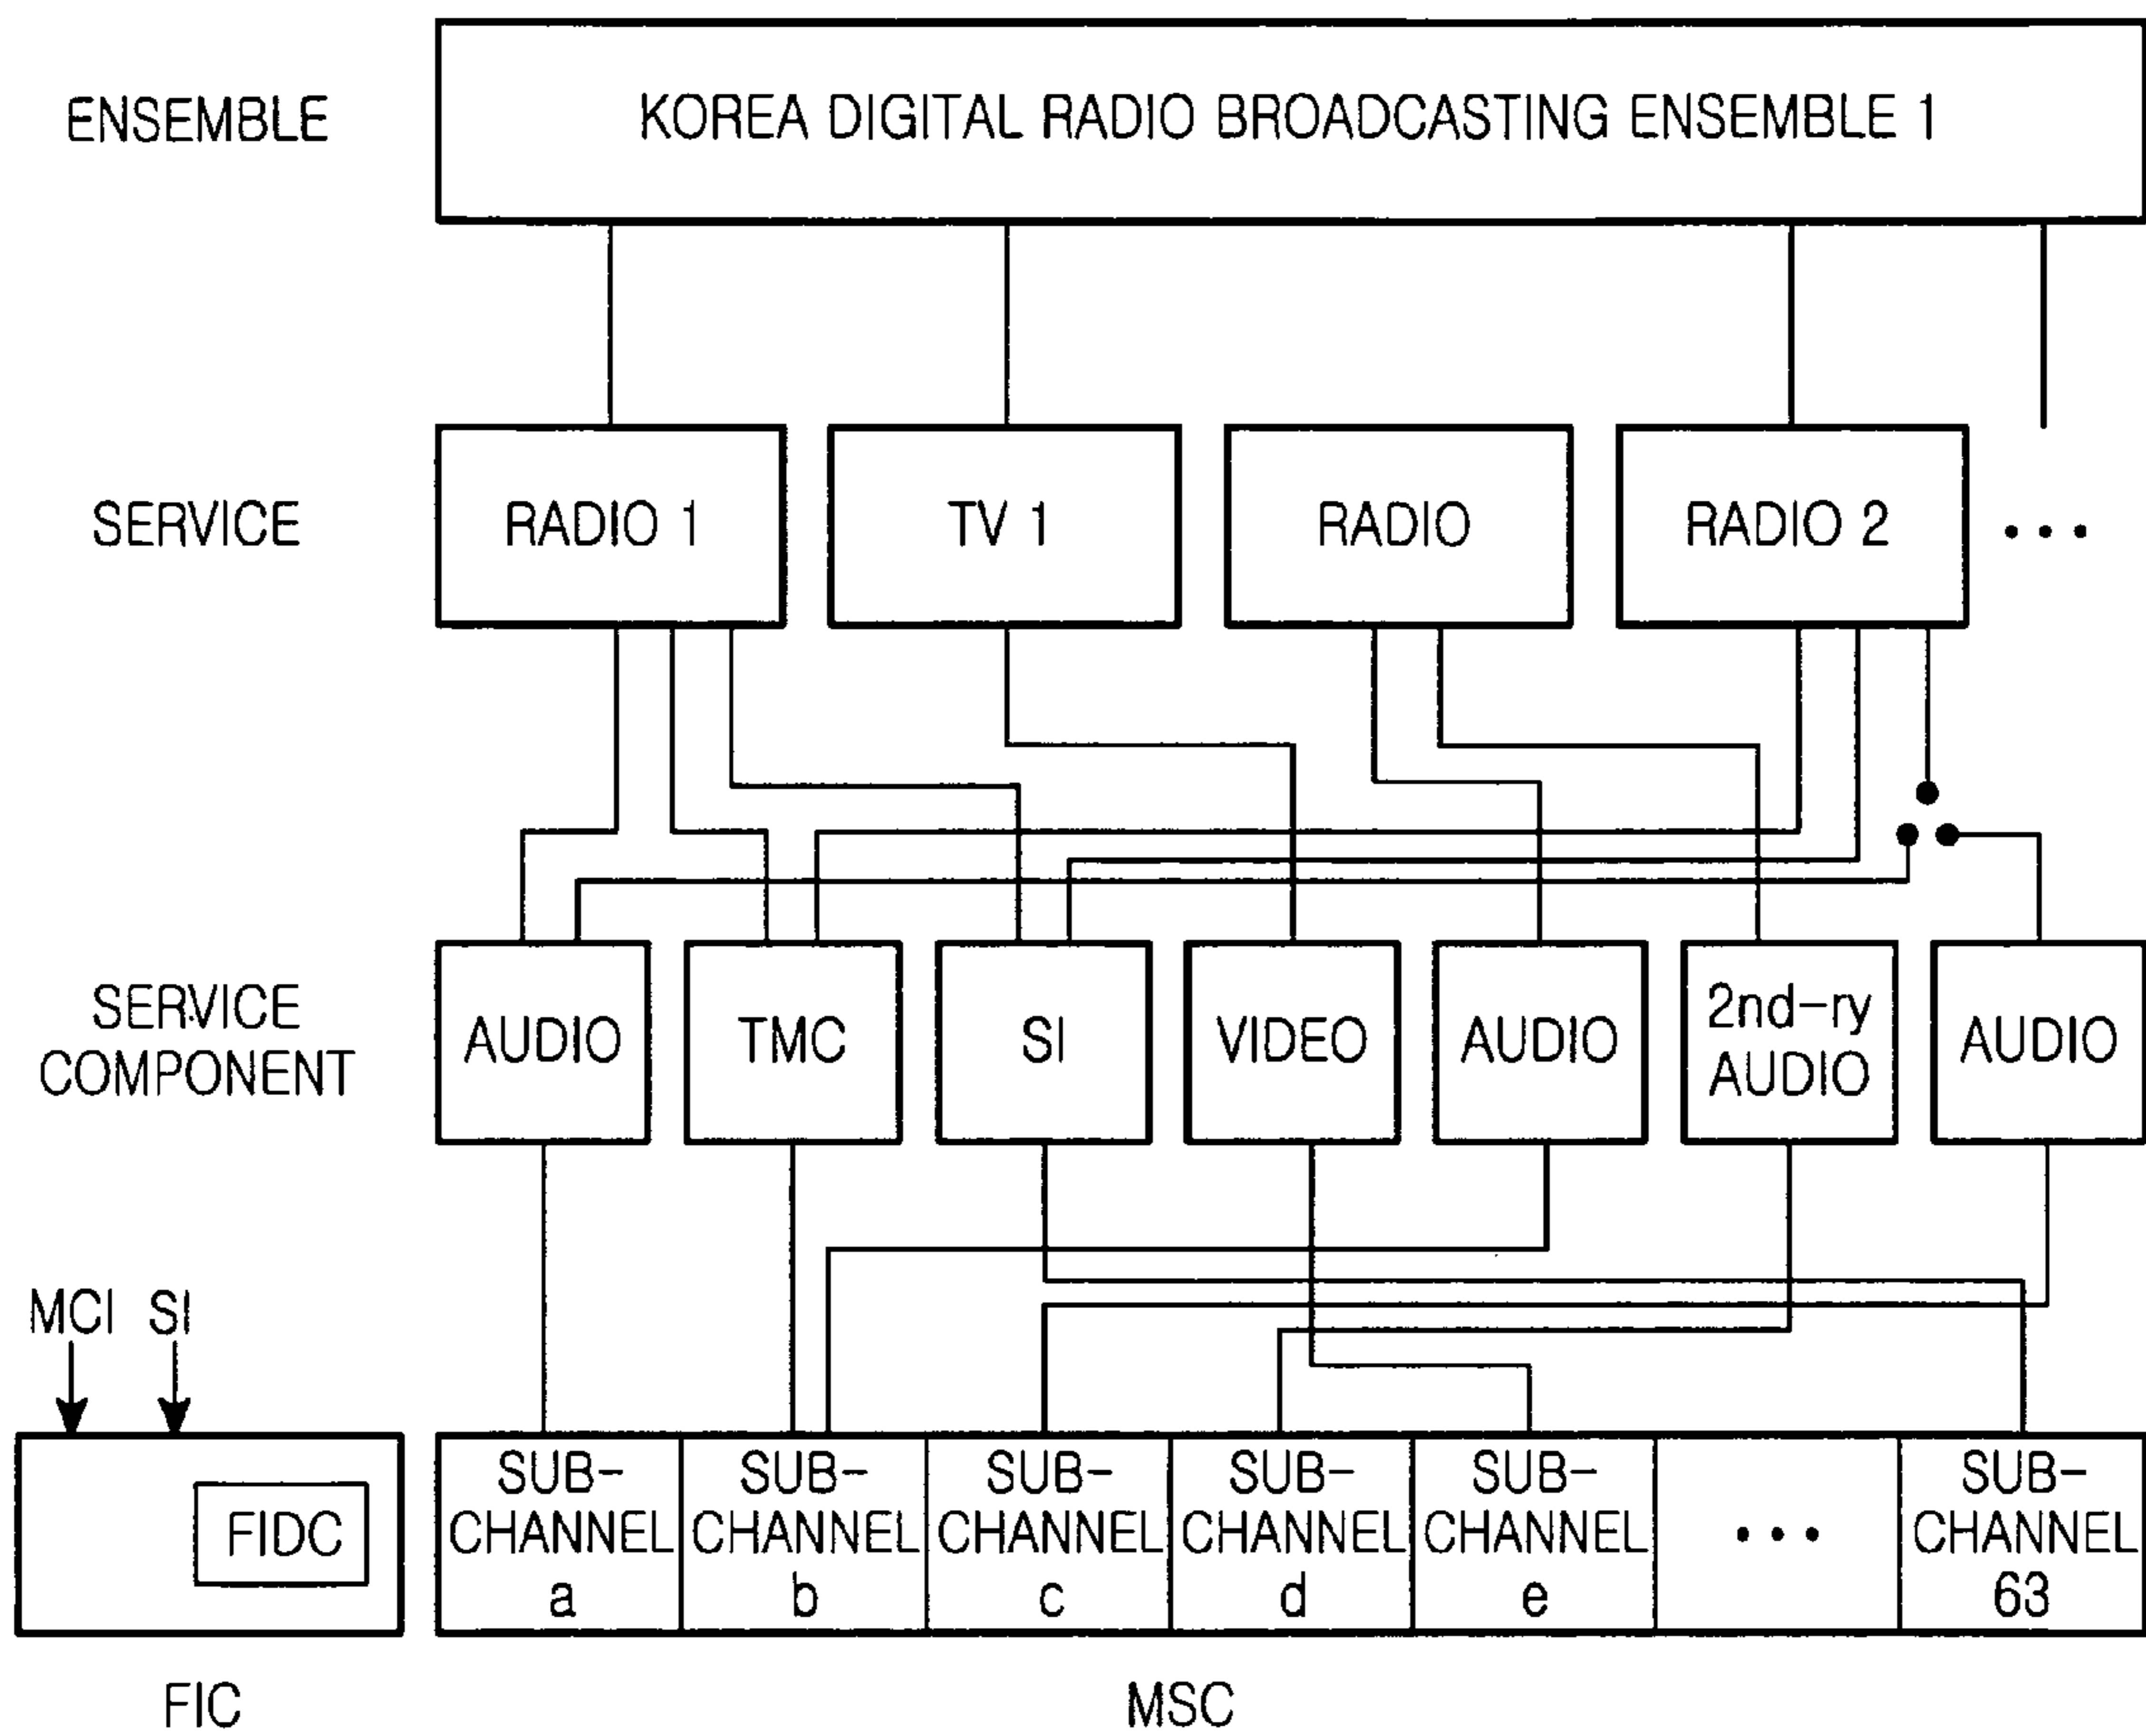 ENSEMBLE
KOREA DIGITAL RADIO BROADCASTING ENSEMBLE 1
SERVICE
RADIO 1
TV 1
RADIO
RADIO 2
...
SERVICE
COMPONENT
AUDIO
TMC
SI
VIDEO
AUDIO
2nd-ry
AUDIO
AUDIO
MCI
SI
FIDC
SUB-
CHANNEL
a
SUB-
CHANNEL
b
SUB-
CHANNEL
c
SUB-
CHANNEL
d
SUB-
CHANNEL
e
...
SUB-
CHANNEL
63
FIC
MSC